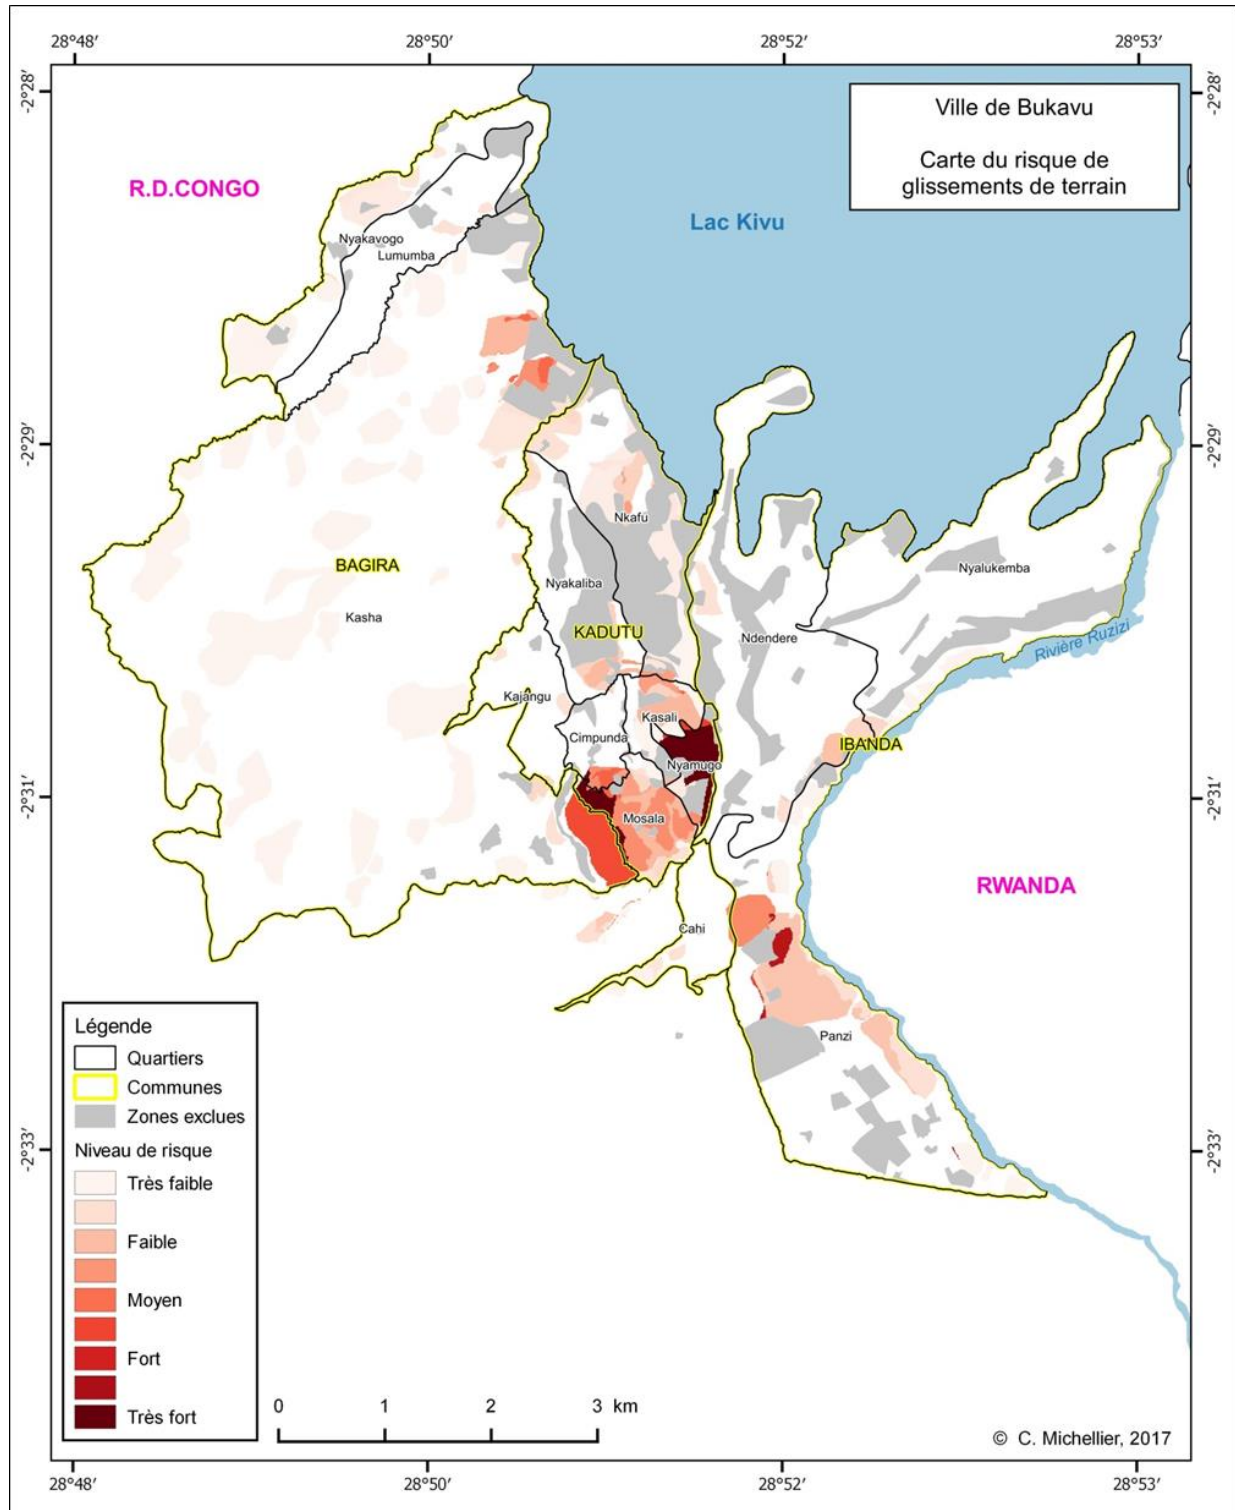 28°48′ 28°50′ 28°52′ 28°53′
-2°28′ -2°28′
Ville de Bukavu
Carte du risque de
glissements de terrain
R.D.CONGO
Lac Kivu
Nyakavogo
Lumumba
-2°29′ -2°29′
Nkafu
BAGIRA
Nyakaliba
Nyalukemba
Kasha
KADUTU
Ndendere
Rivière Ruzizi
Kajangu
Kasali
Cimpunda
IBANDA
Nyamugo
-2°31′ -2°31′
Mosala
RWANDA
Cahi
Panzi
Légende
Quartiers
Communes
Zones exclues
Niveau de risque
-2°33′ -2°33′
Très faible
Faible
Moyen
Fort
Très fort
0 1 2 3 km
© C. Michellier, 2017
28°48′ 28°50′ 28°52′ 28°53′